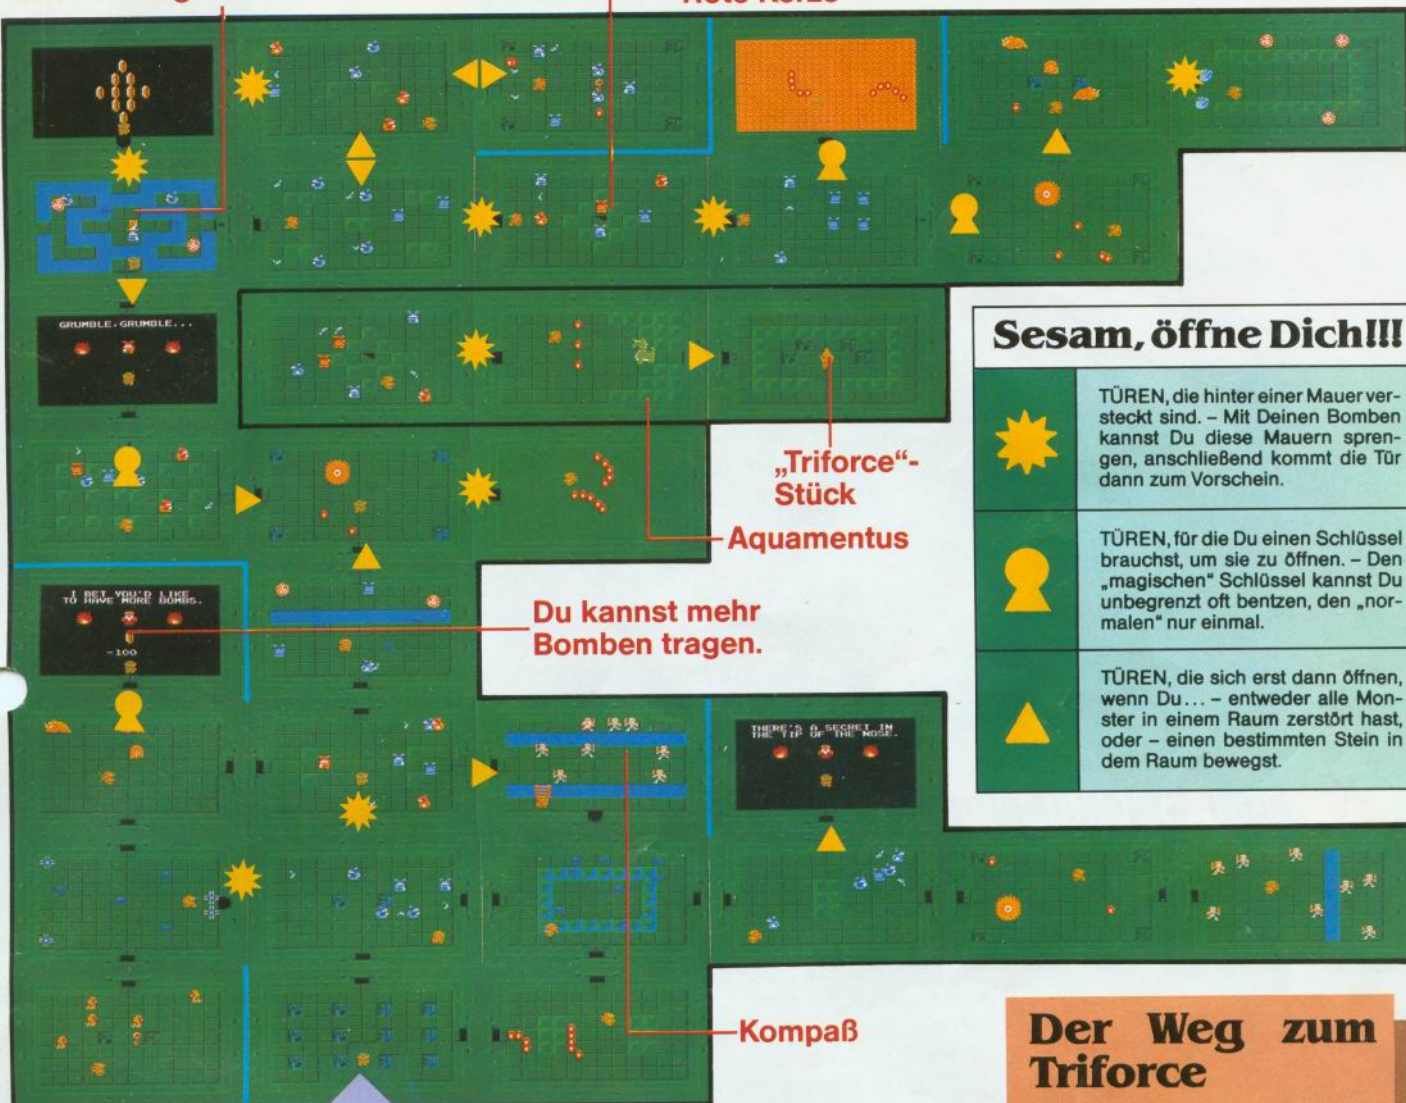 GRUMBLE, GRUMBLE...
„Triforce“-
Stück
Aquamentus
I BET YOU'D LIKE
TO HAVE MORE BOMBS.
-100
Du kannst mehr
Bomben tragen.
THERE'S A SECRET IN
THE TIP OF THE NOSE.
Kompaß
Sesam, öffne Dich!!!
TÜREN, die hinter einer Mauer ver-
steckt sind. – Mit Deinen Bomben
kannst Du diese Mauern spren-
gen, anschließend kommt die Tür
dann zum Vorschein.
TÜREN, für die Du einen Schlüssel
brauchst, um sie zu öffnen. – Den
„magischen“ Schlüssel kannst Du
unbegrenzt oft bentzen, den „nor-
malen“ nur einmal.
TÜREN, die sich erst dann öffnen,
wenn Du... – entweder alle Mon-
ster in einem Raum zerstört hast,
oder – einen bestimmten Stein in
dem Raum bewegst.
Der Weg zum
Triforce